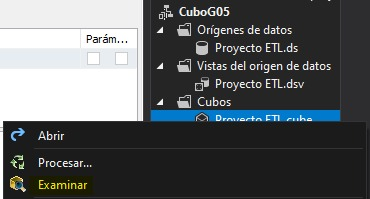 Parám...
CuboG05
Orígenes de datos
Proyecto ETL.ds
Vistas del origen de datos
Proyecto ETL.dsv
Cubos
Proyecto ETL.cube
Abrir
Procesar...
Examinar